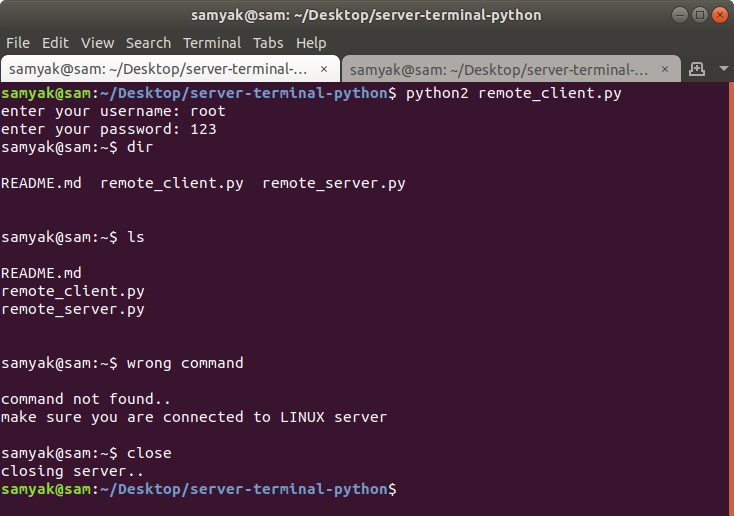 samyak@sam: ~/Desktop/server-terminal-python
File Edit View Search Terminal Tabs Help
samyak@sam: ~/Desktop/server-terminal-... × samyak@sam: ~/Desktop/server-terminal-... ×
samyak@sam:~/Desktop/server-terminal-python$ python2 remote_client.py
enter your username: root
enter your password: 123
samyak@sam:~$ dir
README.md  remote_client.py  remote_server.py
samyak@sam:~$ ls
README.md
remote_client.py
remote_server.py
samyak@sam:~$ wrong command
command not found..
make sure you are connected to LINUX server
samyak@sam:~$ close
closing server..
samyak@sam:~/Desktop/server-terminal-python$